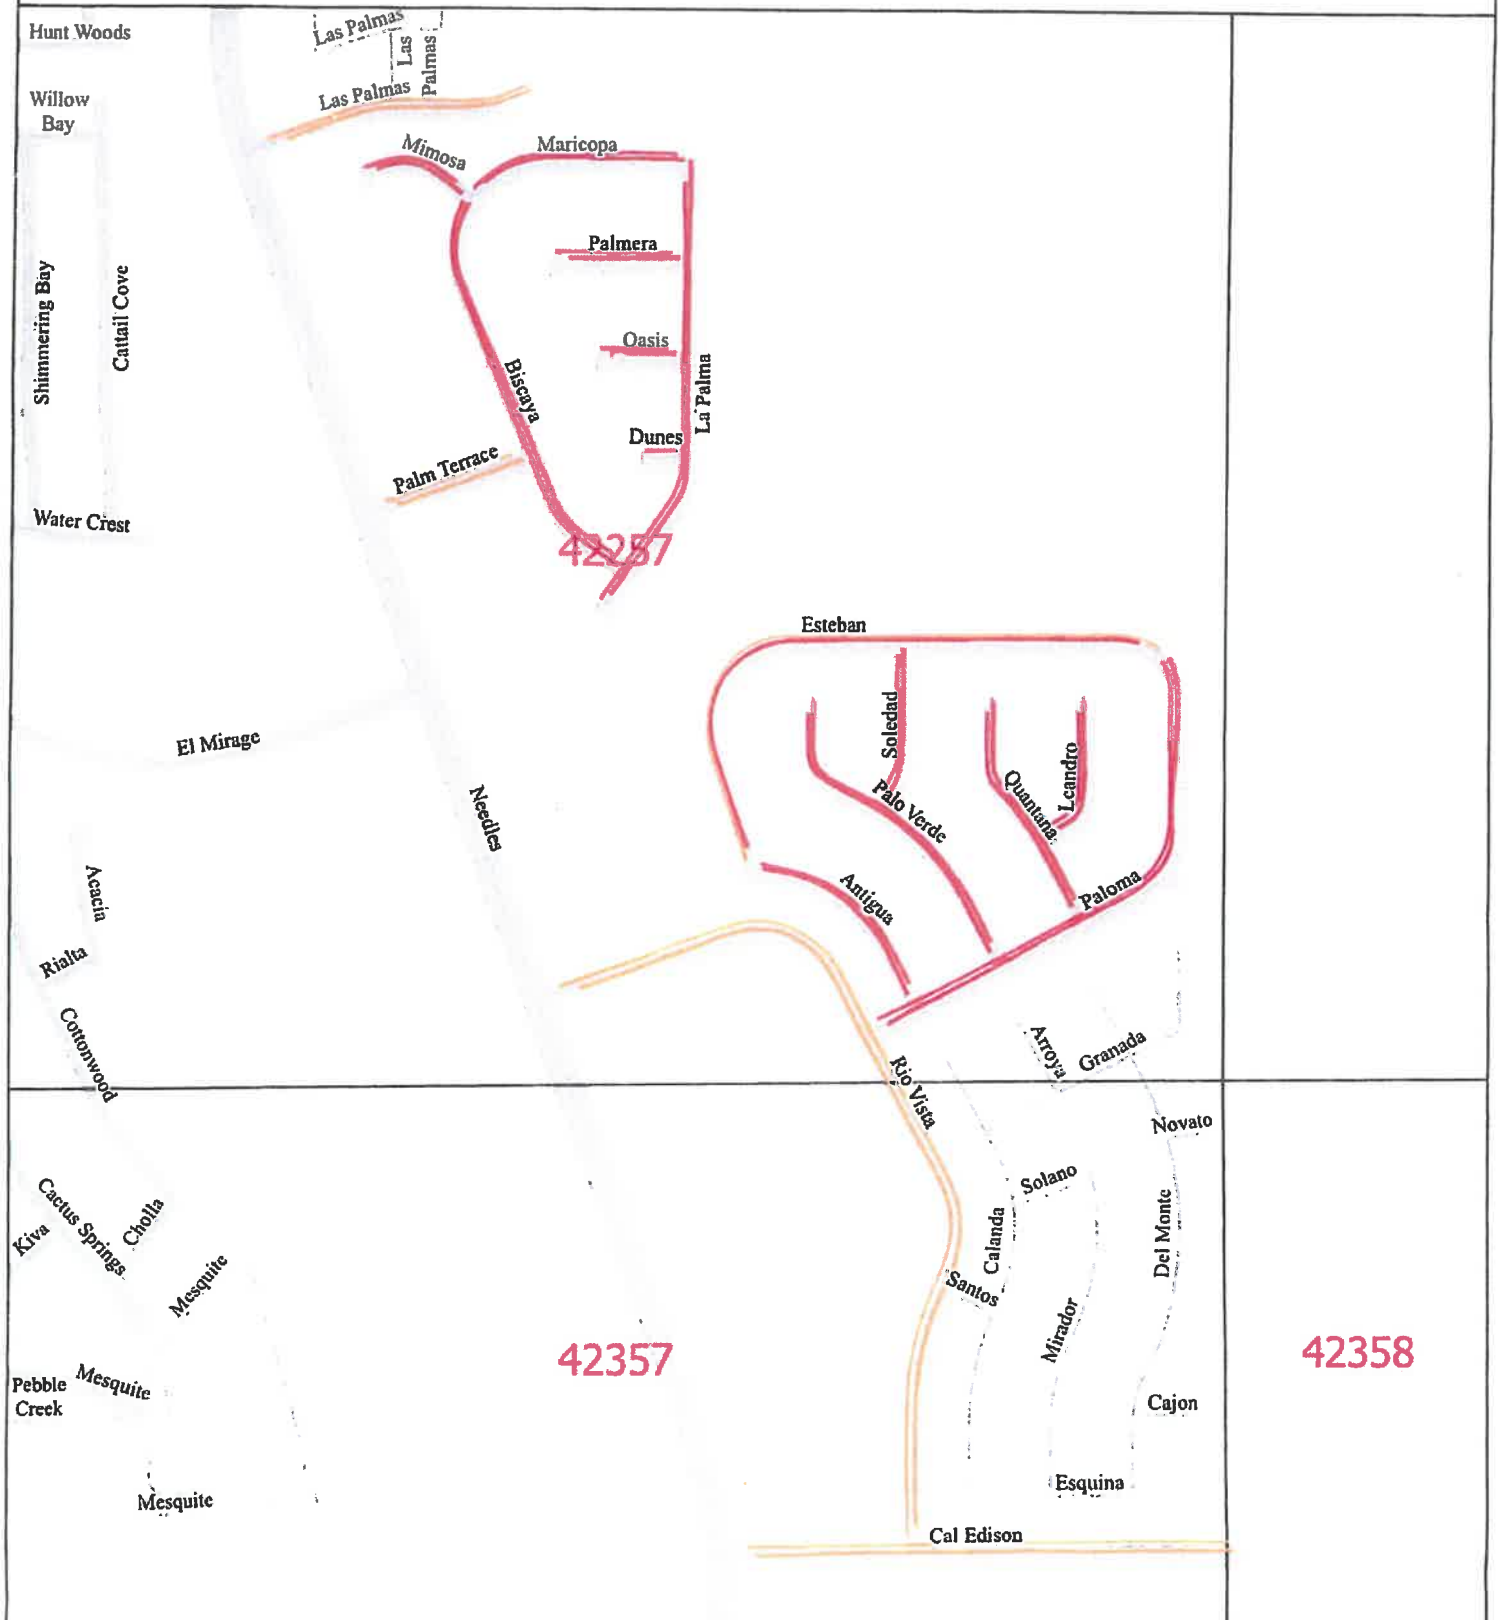 Hunt Woods
Las Palmas
Las
Palmas
Willow
Bay
Las Palmas
Mimosa
Maricopa
Palmera
Shimmering Bay
Cattail Cove
Oasis
Biscaya
La Palma
Dunes
Palm Terrace
Water Crest
42257
Esteban
Soledad
El Mirage
Leandro
Quantana
Needles
Palo Verde
Acacia
Antigua
Paloma
Rialta
Cottonwood
Arroya
Granada
Rio Vista
Novato
Solano
Cactus Springs
Cholla
Kiva
Calanda
Del Monte
Mesquite
Santos
Mirador
42357
42358
Pebble
Creek
Mesquite
Cajon
Esquina
Mesquite
Cal Edison